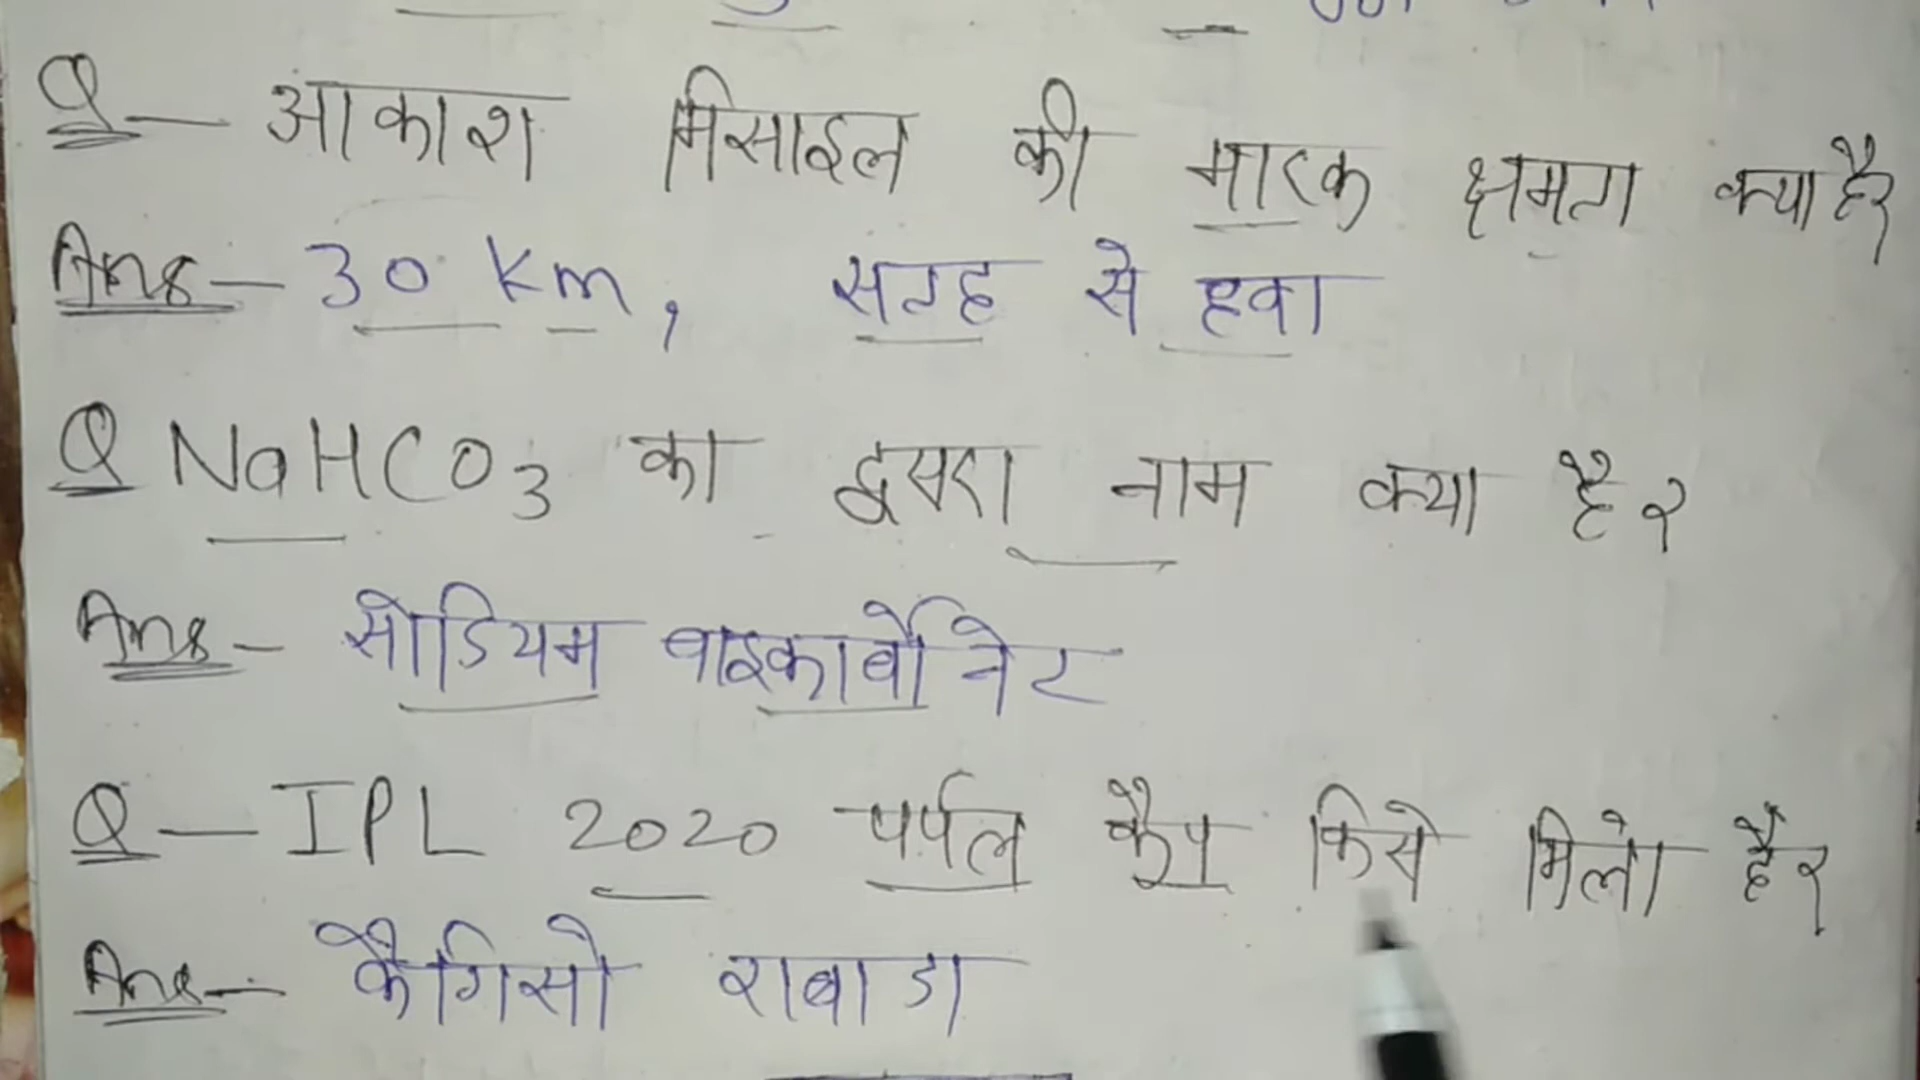 Q- आकाश मिसाइल की मारक क्षमता क्या है?
Ans- 30 Km, सतह से हवा
Q NaHCO3 का दुसरा नाम क्या है?
Ans- सोडियम बाइकार्बोनेट
Q- IPL 2020 पर्पल कैप किसे मिला है?
Ans- कैगिसो राबाडा